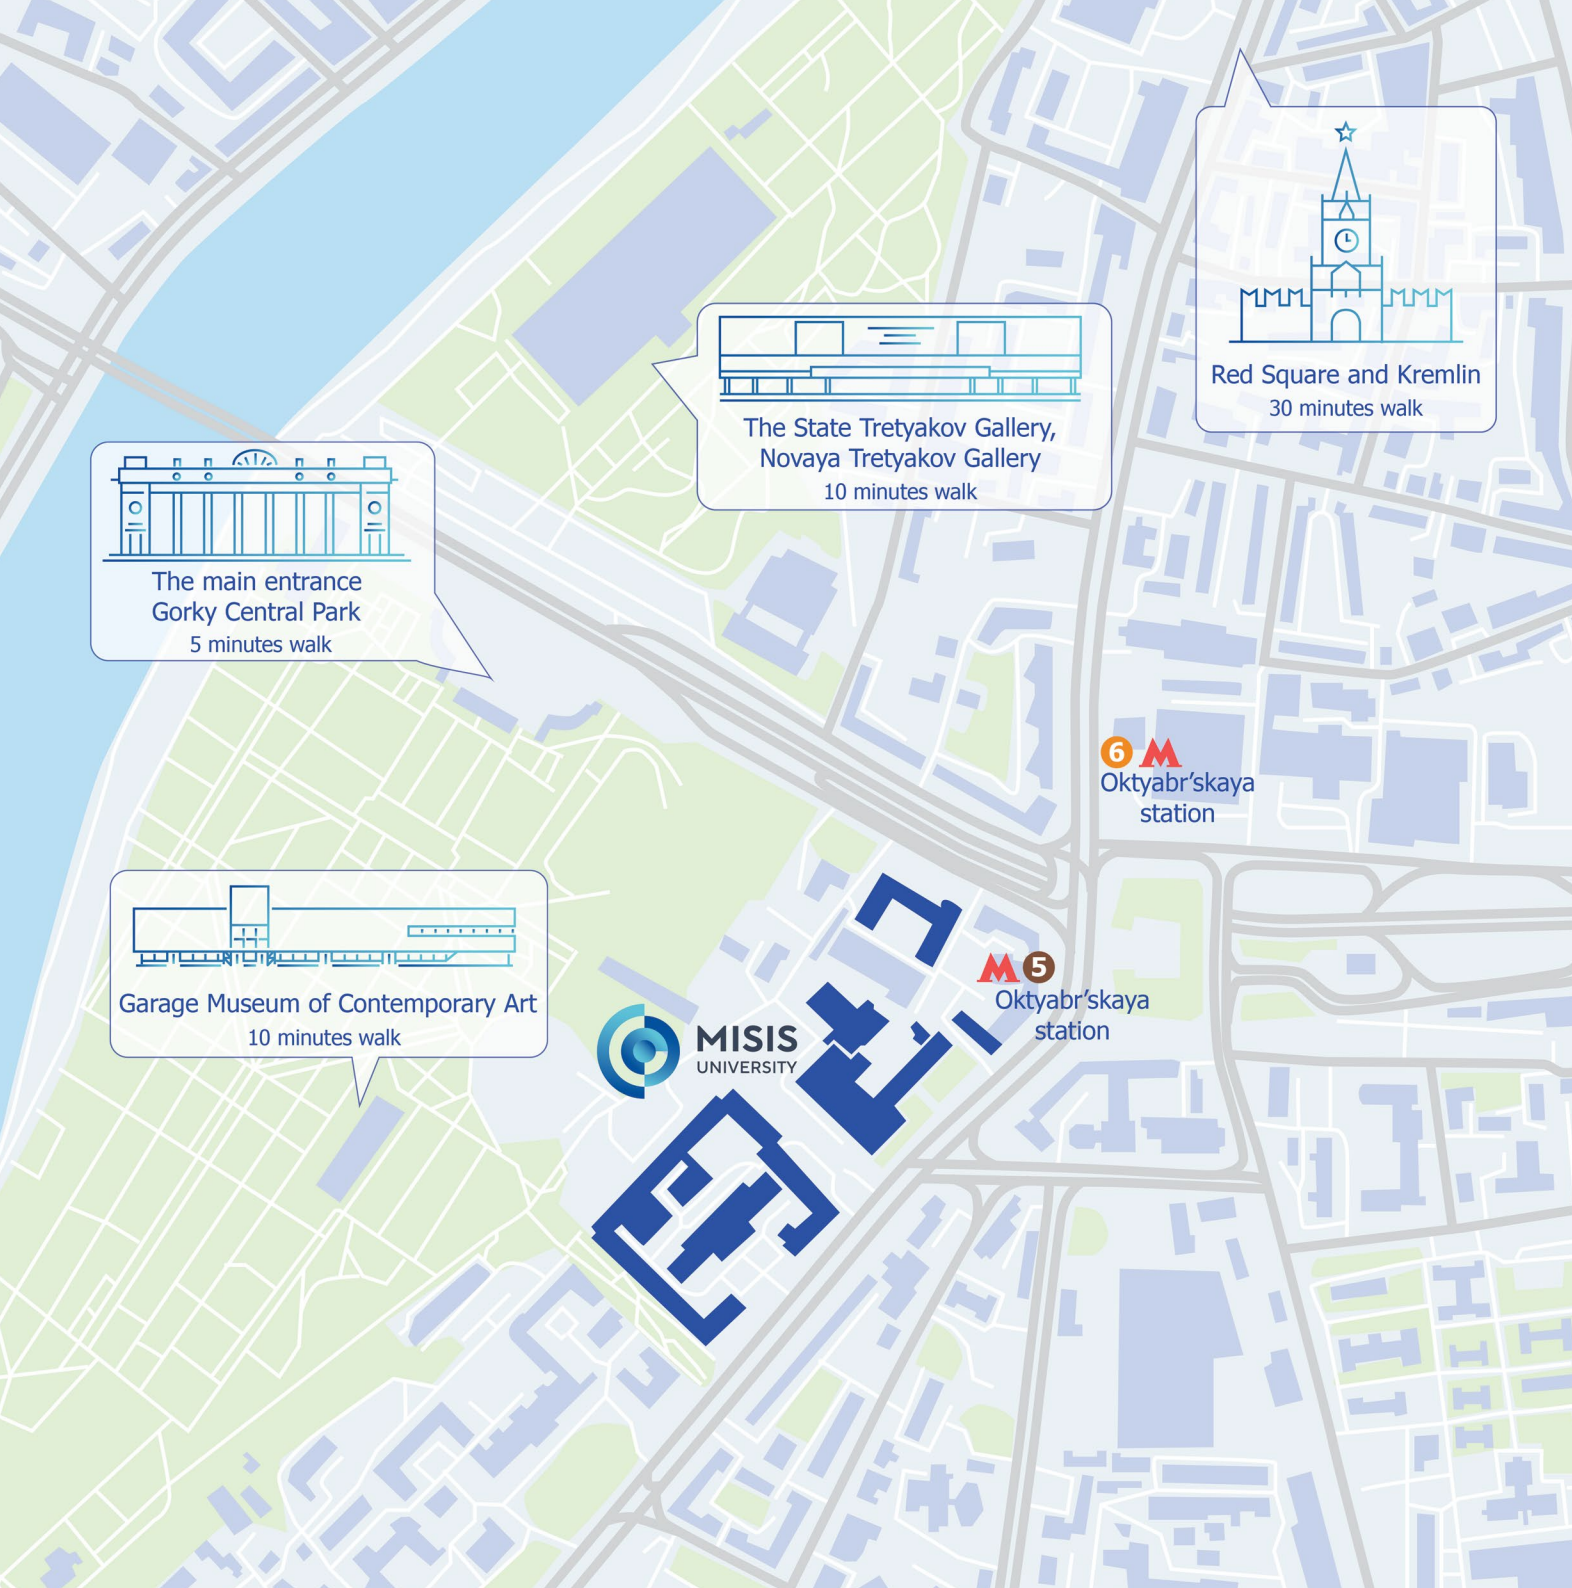 Red Square and Kremlin
30 minutes walk
The State Tretyakov Gallery,
Novaya Tretyakov Gallery
10 minutes walk
The main entrance
Gorky Central Park
5 minutes walk
6 M
Oktyabr’skaya
station
Garage Museum of Contemporary Art
10 minutes walk
M 5
Oktyabr’skaya
station
MISIS
UNIVERSITY